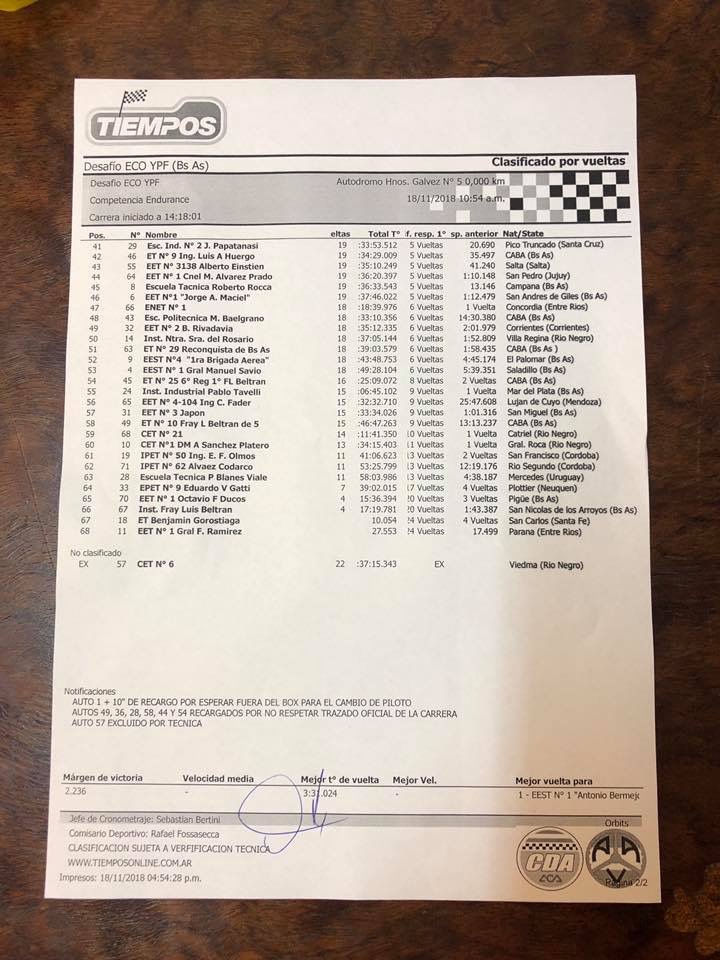 TIEMPOS
Desafío ECO YPF (Bs As) Clasificado por vueltas
Desafio ECO YPF Autodromo Hnos. Galvez N° 5 0,000 km
Competencia Endurance 18/11/2018 10:54 a.m.
Carrera iniciado a 14:18:01
Pos. N° Nombre eltas Total T° f. resp. 1° sp. anterior Nat/State
41 29 Esc. Ind. N° 2 J. Papatanasi 19 :33:53.512 5 Vueltas 20.690 Pico Truncado (Santa Cruz)
42 46 ET N° 9 Ing. Luis A Huergo 19 :34:29.009 5 Vueltas 35.497 CABA (Bs As)
43 55 EET N° 3138 Alberto Einstien 19 :35:10.249 5 Vueltas 41.240 Salta (Salta)
44 64 EET N° 1 Cnel M. Alvarez Prado 19 :36:20.397 5 Vueltas 1:10.148 San Pedro (Jujuy)
45 8 Escuela Tacnica Roberto Rocca 19 :36:33.543 5 Vueltas 13.146 Campana (Bs As)
46 6 EET N°1 "Jorge A. Maciel" 19 :37:46.022 5 Vueltas 1:12.479 San Andres de Giles (Bs As)
47 66 ENET N° 1 18 :18:39.976 6 Vueltas 1 Vuelta Concordia (Entre Rios)
48 43 Esc. Politecnica M. Baelgrano 18 :33:10.356 6 Vueltas 14:30.380 CABA (Bs As)
49 32 EET N° 2 B. Rivadavia 18 :35:12.335 6 Vueltas 2:01.979 Corrientes (Corrientes)
50 14 Inst. Ntra. Sra. del Rosario 18 :37:05.144 6 Vueltas 1:52.809 Villa Regina (Rio Negro)
51 63 ET N° 29 Reconquista de Bs As 18 :39:03.579 6 Vueltas 1:58.435 CABA (Bs As )
52 9 EEST N°4 "1ra Brigada Aerea" 18 :43:48.753 6 Vueltas 4:45.174 El Palomar (Bs As)
53 4 EEST N° 1 Gral Manuel Savio 18 :49:28.104 6 Vueltas 5:39.351 Saladillo (Bs As)
54 45 ET N° 25 6° Reg 1° FL Beltran 16 :25:09.072 8 Vueltas 2 Vueltas CABA (Bs As)
55 24 Inst. Industrial Pablo Tavelli 15 :06:45.102 9 Vueltas 1 Vuelta Mar del Plata (Bs As)
56 65 EET N° 4-104 Ing C. Fader 15 :32:32.710 9 Vueltas 25:47.608 Lujan de Cuyo (Mendoza)
57 31 EET N° 3 Japon 15 :33:34.026 9 Vueltas 1:01.316 San Miguel (Bs As)
58 49 ET N° 10 Fray L Beltran de 5 15 :46:47.263 9 Vueltas 13:13.237 CABA (Bs As)
59 68 CET N° 21 14 :11:41.350 !0 Vueltas 1 Vuelta Catriel (Rio Negro)
60 10 CET N°1 DM A Sanchez Platero 13 :34:15.403 !1 Vueltas 1 Vuelta Gral. Roca (Rio Negro)
61 19 IPET N° 50 Ing. E. F. Olmos 11 41:06.623 !3 Vueltas 2 Vueltas San Francisco (Cordoba)
62 71 IPET N° 62 Alvaez Codarco 11 53:25.799 !3 Vueltas 12:19.176 Rio Segundo (Cordoba)
63 28 Escuela Tecnica P Blanes Viale 11 58:03.986 !3 Vueltas 4:38.187 Mercedes (Uruguay)
64 33 EPET N° 9 Eduardo V Gatti 7 39:02.015 !7 Vueltas 4 Vueltas Plottier (Neuquen)
65 70 EET N° 1 Octavio F Ducos 4 15:36.394 !0 Vueltas 3 Vueltas Pigüe (Bs As)
66 67 Inst. Fray Luis Beltran 4 17:19.781 !0 Vueltas 1:43.387 San Nicolas de los Arroyos (Bs As)
67 18 ET Benjamin Gorostiaga 10.054 !4 Vueltas 4 Vueltas San Carlos (Santa Fe)
68 11 EET N° 1 Gral F. Ramirez 27.553 !4 Vueltas 17.499 Parana (Entre Rios)
No clasificado
EX 57 CET N° 6 22 :37:15.343 EX Viedma (Rio Negro)
Notificaciones
AUTO 1 + 10" DE RECARGO POR ESPERAR FUERA DEL BOX PARA EL CAMBIO DE PILOTO
AUTOS 49, 36, 28, 58, 44 Y 54 RECARGADOS POR NO RESPETAR TRAZADO OFICIAL DE LA CARRERA
AUTO 57 EXCLUIDO POR TECNICA
Márgen de victoria Velocidad media Mejor t° de vuelta Mejor Vel. Mejor vuelta para
2.236 - 3:31.024 - 1 - EEST N° 1 "Antonio Bermejo
Jefe de Cronometraje: Sebastian Bertini Orbits
Comisario Deportivo: Rafael Fossasecca
CLASIFICACION SUJETA A VERFIFICACION TECNICA
WWW.TIEMPOSONLINE.COM.AR
CDA
ACA
AAV
Impresos: 18/11/2018 04:54:28 p.m. Página 2/2